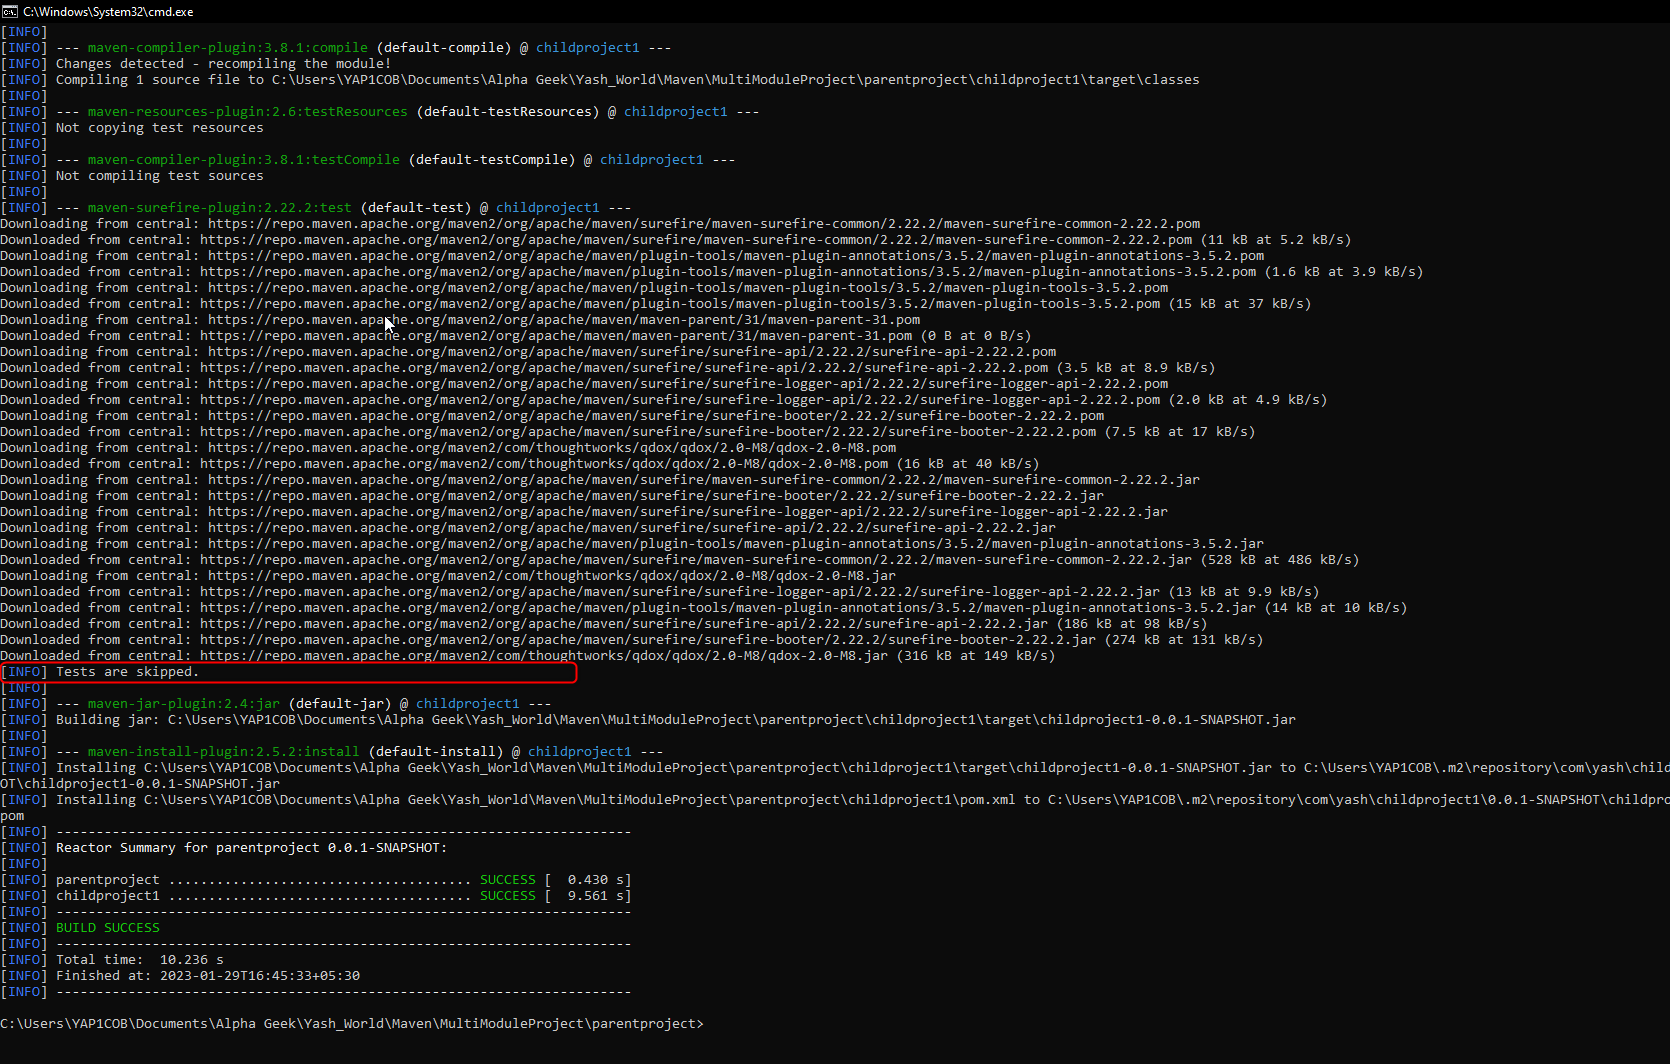 C:\Windows\System32\cmd.exe
[INFO]
[INFO] --- maven-compiler-plugin:3.8.1:compile (default-compile) @ childproject1 ---
[INFO] Changes detected - recompiling the module!
[INFO] Compiling 1 source file to C:\Users\YAP1COB\Documents\Alpha Geek\Yash_World\Maven\MultiModuleProject\parentproject\childproject1\target\classes
[INFO]
[INFO] --- maven-resources-plugin:2.6:testResources (default-testResources) @ childproject1 ---
[INFO] Not copying test resources
[INFO]
[INFO] --- maven-compiler-plugin:3.8.1:testCompile (default-testCompile) @ childproject1 ---
[INFO] Not compiling test sources
[INFO]
[INFO] --- maven-surefire-plugin:2.22.2:test (default-test) @ childproject1 ---
Downloading from central: https://repo.maven.apache.org/maven2/org/apache/maven/surefire/maven-surefire-common/2.22.2/maven-surefire-common-2.22.2.pom
Downloaded from central: https://repo.maven.apache.org/maven2/org/apache/maven/surefire/maven-surefire-common/2.22.2/maven-surefire-common-2.22.2.pom (11 kB at 5.2 kB/s)
Downloading from central: https://repo.maven.apache.org/maven2/org/apache/maven/plugin-tools/maven-plugin-annotations/3.5.2/maven-plugin-annotations-3.5.2.pom
Downloaded from central: https://repo.maven.apache.org/maven2/org/apache/maven/plugin-tools/maven-plugin-annotations/3.5.2/maven-plugin-annotations-3.5.2.pom (1.6 kB at 3.9 kB/s)
Downloading from central: https://repo.maven.apache.org/maven2/org/apache/maven/plugin-tools/maven-plugin-tools/3.5.2/maven-plugin-tools-3.5.2.pom
Downloaded from central: https://repo.maven.apache.org/maven2/org/apache/maven/plugin-tools/maven-plugin-tools/3.5.2/maven-plugin-tools-3.5.2.pom (15 kB at 37 kB/s)
Downloading from central: https://repo.maven.apache.org/maven2/org/apache/maven/maven-parent/31/maven-parent-31.pom
Downloaded from central: https://repo.maven.apache.org/maven2/org/apache/maven/maven-parent/31/maven-parent-31.pom (0 B at 0 B/s)
Downloading from central: https://repo.maven.apache.org/maven2/org/apache/maven/surefire/surefire-api/2.22.2/surefire-api-2.22.2.pom
Downloaded from central: https://repo.maven.apache.org/maven2/org/apache/maven/surefire/surefire-api/2.22.2/surefire-api-2.22.2.pom (3.5 kB at 8.9 kB/s)
Downloading from central: https://repo.maven.apache.org/maven2/org/apache/maven/surefire/surefire-logger-api/2.22.2/surefire-logger-api-2.22.2.pom
Downloaded from central: https://repo.maven.apache.org/maven2/org/apache/maven/surefire/surefire-logger-api/2.22.2/surefire-logger-api-2.22.2.pom (2.0 kB at 4.9 kB/s)
Downloading from central: https://repo.maven.apache.org/maven2/org/apache/maven/surefire/surefire-booter/2.22.2/surefire-booter-2.22.2.pom
Downloaded from central: https://repo.maven.apache.org/maven2/org/apache/maven/surefire/surefire-booter/2.22.2/surefire-booter-2.22.2.pom (7.5 kB at 17 kB/s)
Downloading from central: https://repo.maven.apache.org/maven2/com/thoughtworks/qdox/qdox/2.0-M8/qdox-2.0-M8.pom
Downloaded from central: https://repo.maven.apache.org/maven2/com/thoughtworks/qdox/qdox/2.0-M8/qdox-2.0-M8.pom (16 kB at 40 kB/s)
Downloading from central: https://repo.maven.apache.org/maven2/org/apache/maven/surefire/maven-surefire-common/2.22.2/maven-surefire-common-2.22.2.jar
Downloading from central: https://repo.maven.apache.org/maven2/org/apache/maven/surefire/surefire-booter/2.22.2/surefire-booter-2.22.2.jar
Downloading from central: https://repo.maven.apache.org/maven2/org/apache/maven/surefire/surefire-logger-api/2.22.2/surefire-logger-api-2.22.2.jar
Downloading from central: https://repo.maven.apache.org/maven2/org/apache/maven/surefire/surefire-api/2.22.2/surefire-api-2.22.2.jar
Downloading from central: https://repo.maven.apache.org/maven2/org/apache/maven/plugin-tools/maven-plugin-annotations/3.5.2/maven-plugin-annotations-3.5.2.jar
Downloaded from central: https://repo.maven.apache.org/maven2/org/apache/maven/surefire/maven-surefire-common/2.22.2/maven-surefire-common-2.22.2.jar (528 kB at 486 kB/s)
Downloading from central: https://repo.maven.apache.org/maven2/com/thoughtworks/qdox/qdox/2.0-M8/qdox-2.0-M8.jar
Downloaded from central: https://repo.maven.apache.org/maven2/org/apache/maven/surefire/surefire-logger-api/2.22.2/surefire-logger-api-2.22.2.jar (13 kB at 9.9 kB/s)
Downloaded from central: https://repo.maven.apache.org/maven2/org/apache/maven/plugin-tools/maven-plugin-annotations/3.5.2/maven-plugin-annotations-3.5.2.jar (14 kB at 10 kB/s)
Downloaded from central: https://repo.maven.apache.org/maven2/org/apache/maven/surefire/surefire-api/2.22.2/surefire-api-2.22.2.jar (186 kB at 98 kB/s)
Downloaded from central: https://repo.maven.apache.org/maven2/org/apache/maven/surefire/surefire-booter/2.22.2/surefire-booter-2.22.2.jar (274 kB at 131 kB/s)
Downloaded from central: https://repo.maven.apache.org/maven2/com/thoughtworks/qdox/qdox/2.0-M8/qdox-2.0-M8.jar (316 kB at 149 kB/s)
[INFO] Tests are skipped.
[INFO]
[INFO] --- maven-jar-plugin:2.4:jar (default-jar) @ childproject1 ---
[INFO] Building jar: C:\Users\YAP1COB\Documents\Alpha Geek\Yash_World\Maven\MultiModuleProject\parentproject\childproject1\target\childproject1-0.0.1-SNAPSHOT.jar
[INFO]
[INFO] --- maven-install-plugin:2.5.2:install (default-install) @ childproject1 ---
[INFO] Installing C:\Users\YAP1COB\Documents\Alpha Geek\Yash_World\Maven\MultiModuleProject\parentproject\childproject1\target\childproject1-0.0.1-SNAPSHOT.jar to C:\Users\YAP1COB\.m2\repository\com\yash\child
OT\childproject1-0.0.1-SNAPSHOT.jar
[INFO] Installing C:\Users\YAP1COB\Documents\Alpha Geek\Yash_World\Maven\MultiModuleProject\parentproject\childproject1\pom.xml to C:\Users\YAP1COB\.m2\repository\com\yash\childproject1\0.0.1-SNAPSHOT\childpro
pom
[INFO] ------------------------------------------------------------------------
[INFO] Reactor Summary for parentproject 0.0.1-SNAPSHOT:
[INFO]
[INFO] parentproject ...................................... SUCCESS [  0.430 s]
[INFO] childproject1 ...................................... SUCCESS [  9.561 s]
[INFO] ------------------------------------------------------------------------
[INFO] BUILD SUCCESS
[INFO] ------------------------------------------------------------------------
[INFO] Total time:  10.236 s
[INFO] Finished at: 2023-01-29T16:45:33+05:30
[INFO] ------------------------------------------------------------------------
C:\Users\YAP1COB\Documents\Alpha Geek\Yash_World\Maven\MultiModuleProject\parentproject>